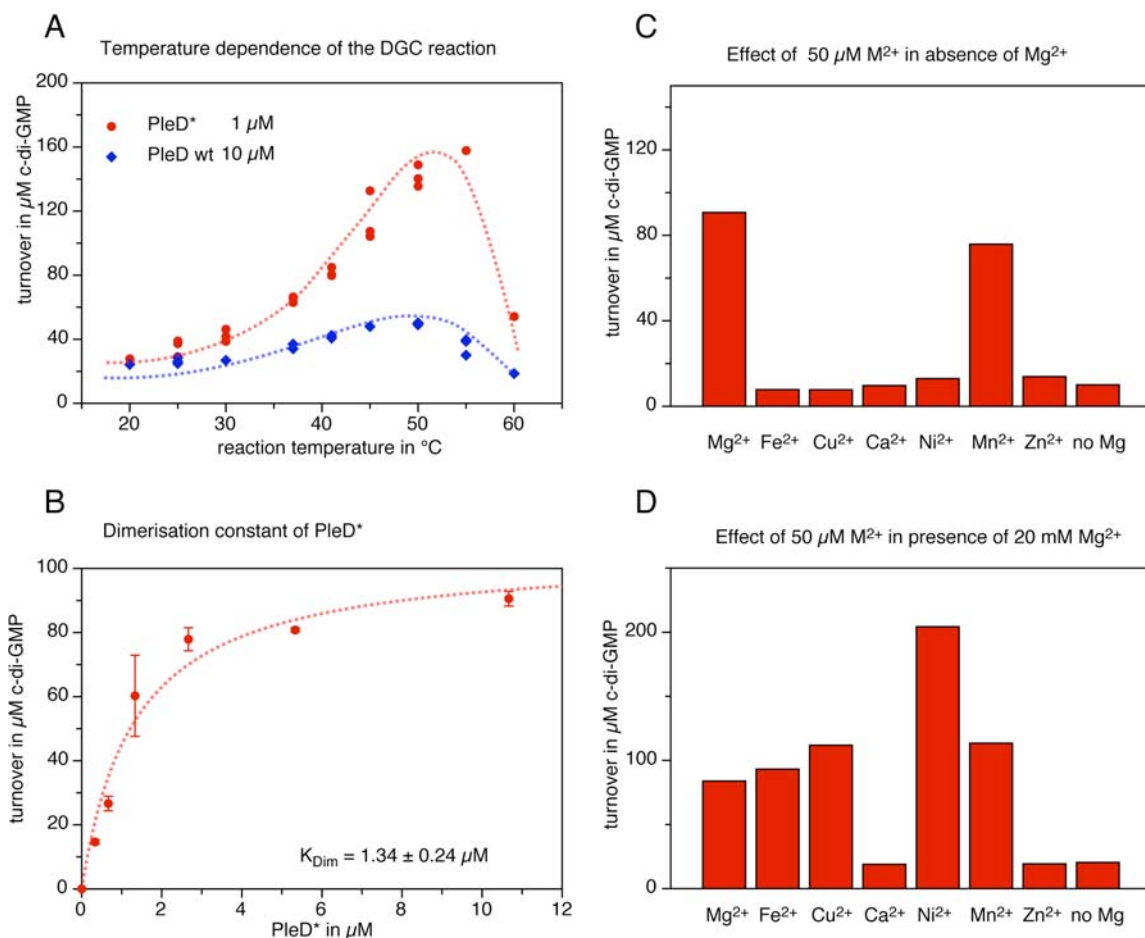 A
Temperature dependence of the DGC reaction
turnover in µM c-di-GMP
200
160
120
80
40
0
PleD* 1 µM
PleD wt 10 µM
20 30 40 50 60
reaction temperature in °C
B
Dimerisation constant of PleD*
turnover in µM c-di-GMP
100
80
60
40
20
0
K_Dim = 1.34 ± 0.24 µM
0 2 4 6 8 10 12
PleD* in µM
C
Effect of 50 µM M²⁺ in absence of Mg²⁺
turnover in µM c-di-GMP
120
80
40
0
Mg²⁺ Fe²⁺ Cu²⁺ Ca²⁺ Ni²⁺ Mn²⁺ Zn²⁺ no Mg
D
Effect of 50 µM M²⁺ in presence of 20 mM Mg²⁺
turnover in µM c-di-GMP
200
100
0
Mg²⁺ Fe²⁺ Cu²⁺ Ca²⁺ Ni²⁺ Mn²⁺ Zn²⁺ no Mg